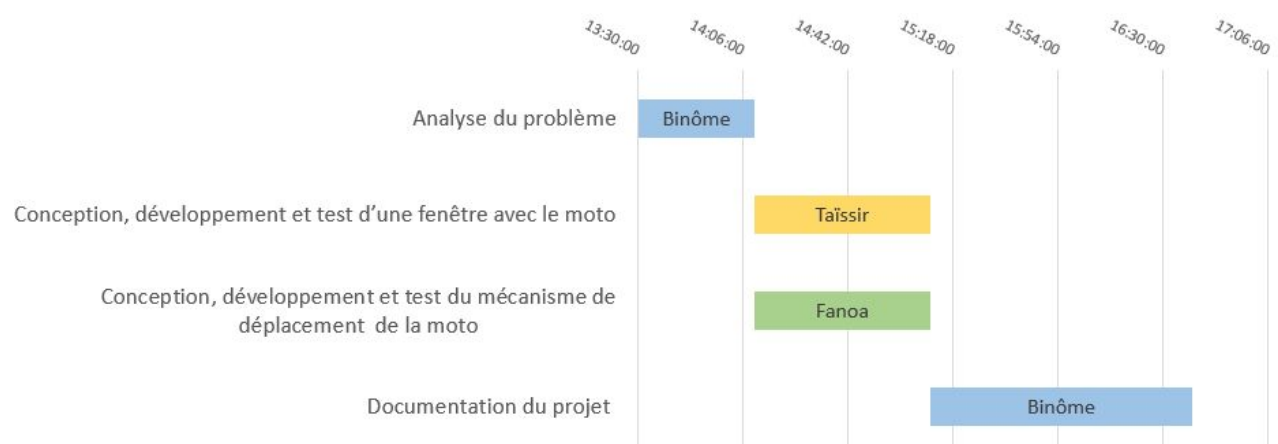 13:30:00 14:06:00 14:42:00 15:18:00 15:54:00 16:30:00 17:06:00
Analyse du problème Binôme
Conception, développement et test d’une fenêtre avec le moto Taïssir
Conception, développement et test du mécanisme de
déplacement de la moto
Fanoa
Documentation du projet Binôme